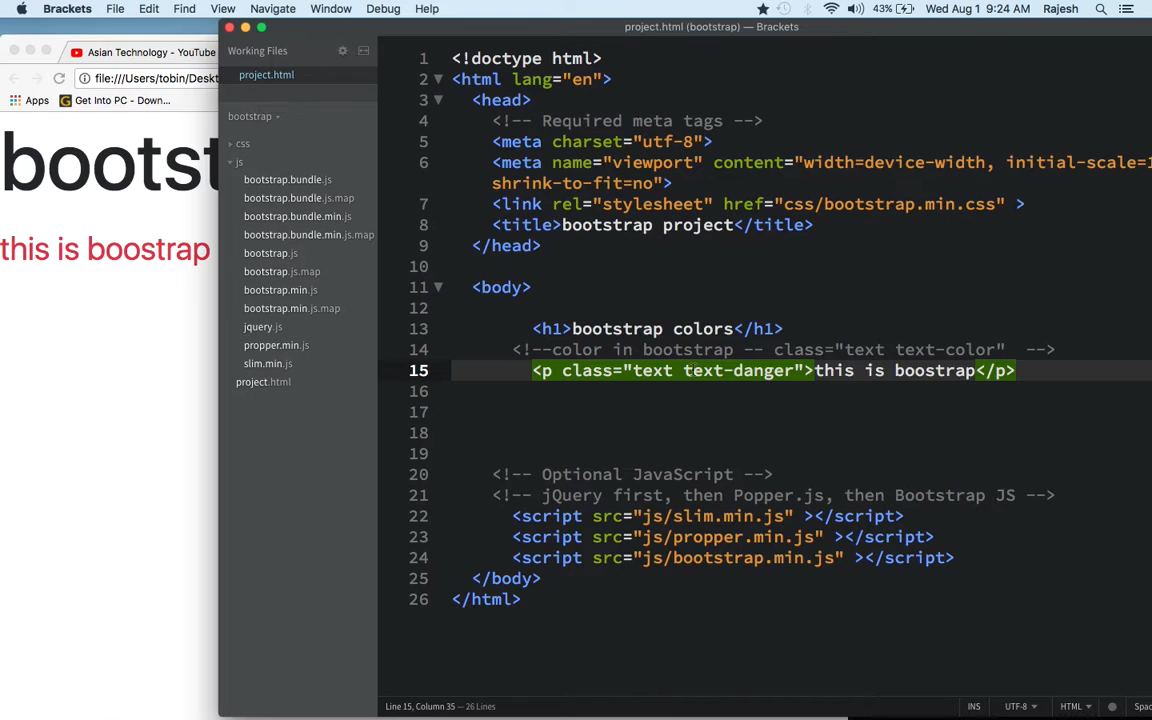 Brackets File Edit Find View Navigate Window Debug Help 43% Wed Aug 1 9:24 AM Rajesh
project.html (bootstrap) — Brackets
Asian Technology - YouTube
file:///Users/tobin/Deskt
Apps Get Into PC - Down...
bootst
this is boostrap
Working Files
project.html
bootstrap
css
js
bootstrap.bundle.js
bootstrap.bundle.js.map
bootstrap.bundle.min.js
bootstrap.bundle.min.js.map
bootstrap.js
bootstrap.js.map
bootstrap.min.js
bootstrap.min.js.map
jquery.js
propper.min.js
slim.min.js
project.html
1 <!doctype html>
2 <html lang="en">
3 <head>
4 <!-- Required meta tags -->
5 <meta charset="utf-8">
6 <meta name="viewport" content="width=device-width, initial-scale=1
shrink-to-fit=no">
7 <link rel="stylesheet" href="css/bootstrap.min.css" >
8 <title>bootstrap project</title>
9 </head>
10
11 <body>
12
13 <h1>bootstrap colors</h1>
14 <!--color in bootstrap -- class="text text-color"  -->
15 <p class="text text-danger">this is boostrap</p>
16
17
18
19
20 <!-- Optional JavaScript -->
21 <!-- jQuery first, then Popper.js, then Bootstrap JS -->
22 <script src="js/slim.min.js" ></script>
23 <script src="js/propper.min.js" ></script>
24 <script src="js/bootstrap.min.js" ></script>
25 </body>
26 </html>
Line 15, Column 35 — 26 Lines INS UTF-8 HTML Spac